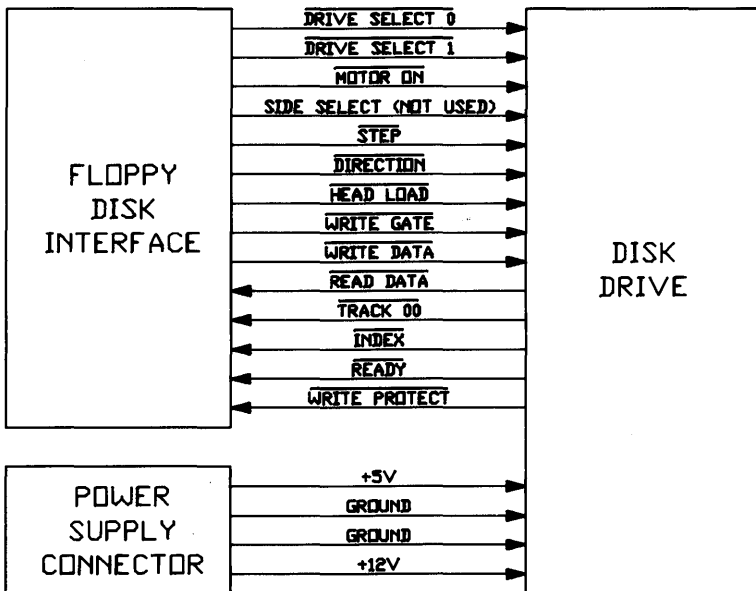 FLOPPY
DISK
INTERFACE
DRIVE SELECT 0
DRIVE SELECT 1
MOTOR ON
SIDE SELECT (NOT USED)
STEP
DIRECTION
HEAD LOAD
WRITE GATE
WRITE DATA
READ DATA
TRACK 00
INDEX
READY
WRITE PROTECT
DISK
DRIVE
POWER
SUPPLY
CONNECTOR
+5V
GROUND
GROUND
+12V